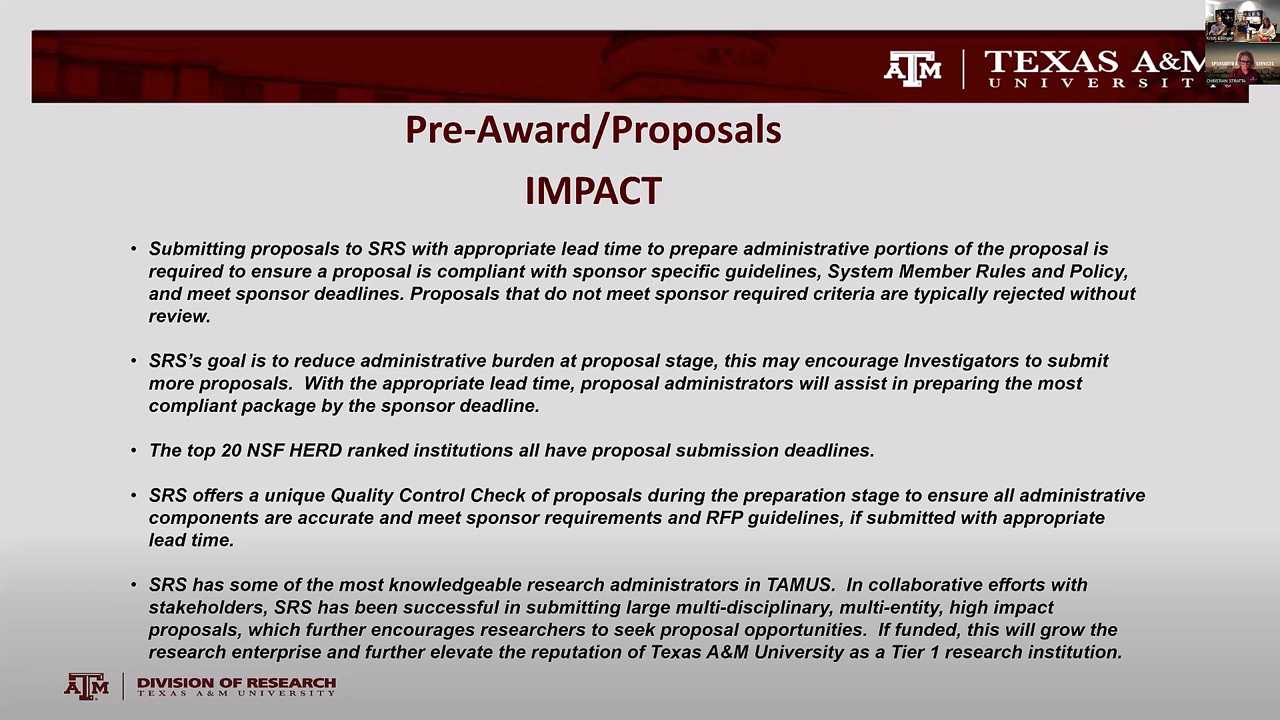 TEXAS A&M
UNIVERSITY
Pre-Award/Proposals
IMPACT
• Submitting proposals to SRS with appropriate lead time to prepare administrative portions of the proposal is
required to ensure a proposal is compliant with sponsor specific guidelines, System Member Rules and Policy,
and meet sponsor deadlines. Proposals that do not meet sponsor required criteria are typically rejected without
review.
• SRS's goal is to reduce administrative burden at proposal stage, this may encourage Investigators to submit
more proposals.  With the appropriate lead time, proposal administrators will assist in preparing the most
compliant package by the sponsor deadline.
• The top 20 NSF HERD ranked institutions all have proposal submission deadlines.
• SRS offers a unique Quality Control Check of proposals during the preparation stage to ensure all administrative
components are accurate and meet sponsor requirements and RFP guidelines, if submitted with appropriate
lead time.
• SRS has some of the most knowledgeable research administrators in TAMUS.  In collaborative efforts with
stakeholders, SRS has been successful in submitting large multi-disciplinary, multi-entity, high impact
proposals, which further encourages researchers to seek proposal opportunities.  If funded, this will grow the
research enterprise and further elevate the reputation of Texas A&M University as a Tier 1 research institution.
ATM
DIVISION OF RESEARCH
TEXAS A&M UNIVERSITY